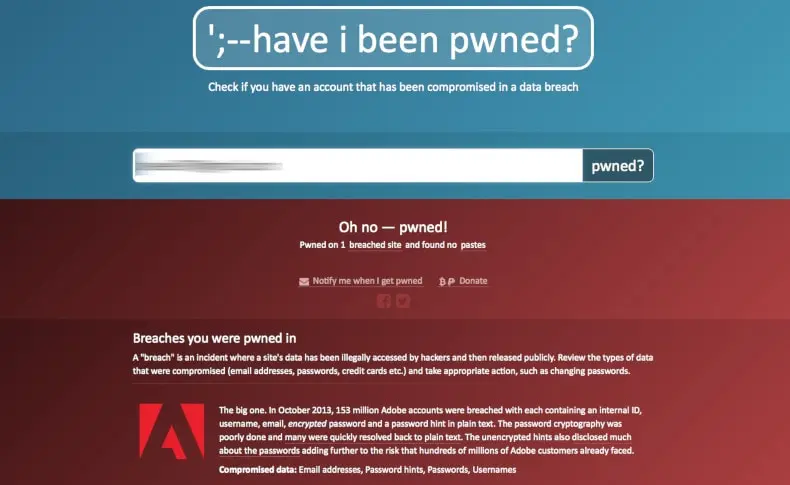 ';--have i been pwned?
Check if you have an account that has been compromised in a data breach
pwned?
Oh no — pwned!
Pwned on 1 breached site and found no pastes
Notify me when I get pwned Donate
Breaches you were pwned in
A "breach" is an incident where a site's data has been illegally accessed by hackers and then released publicly. Review the types of data
that were compromised (email addresses, passwords, credit cards etc.) and take appropriate action, such as changing passwords.
The big one. In October 2013, 153 million Adobe accounts were breached with each containing an internal ID,
username, email, encrypted password and a password hint in plain text. The password cryptography was
poorly done and many were quickly resolved back to plain text. The unencrypted hints also disclosed much
about the passwords adding further to the risk that hundreds of millions of Adobe customers already faced.
Compromised data: Email addresses, Password hints, Passwords, Usernames